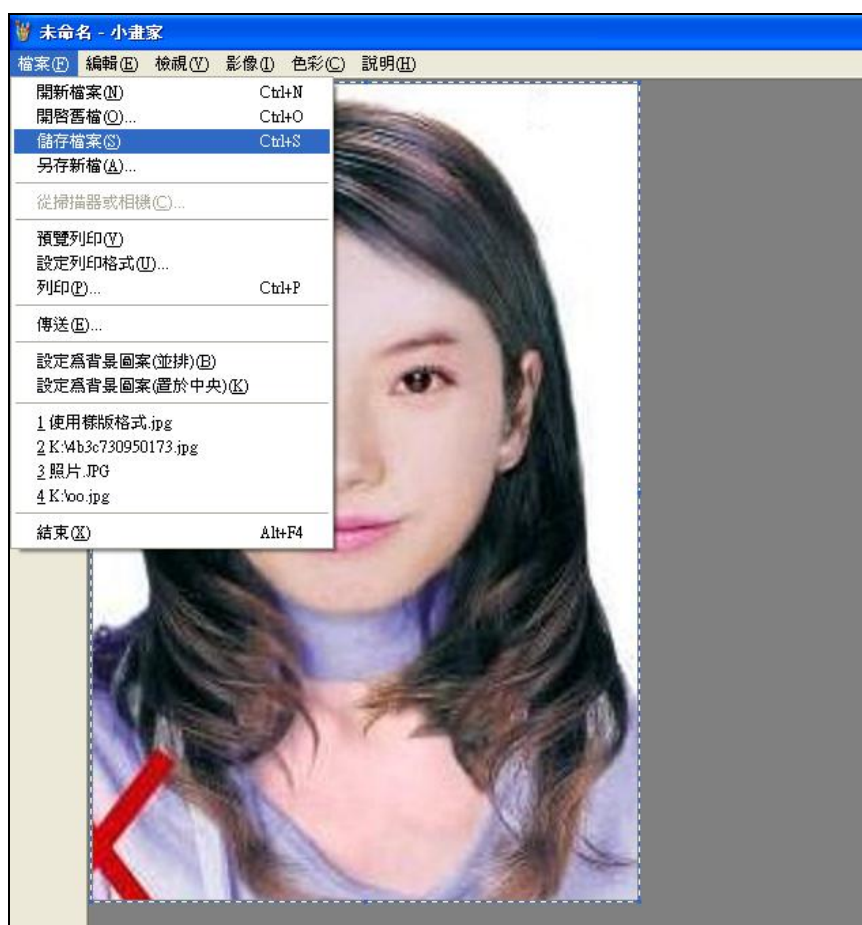 未命名 - 小畫家
檔案(F) 編輯(E) 檢視(V) 影像(I) 色彩(C) 說明(H)
開新檔案(N) Ctrl+N
開啟舊檔(O)... Ctrl+O
儲存檔案(S) Ctrl+S
另存新檔(A)...
從掃描器或相機(C)...
預覽列印(V)
設定列印格式(U)...
列印(P)... Ctrl+P
傳送(E)...
設定為背景圖案(並排)(B)
設定為背景圖案(置於中央)(K)
1 使用樣版格式.jpg
2 K:\4b3c730950173.jpg
3 照片.JPG
4 K:\oo.jpg
結束(X) Alt+F4